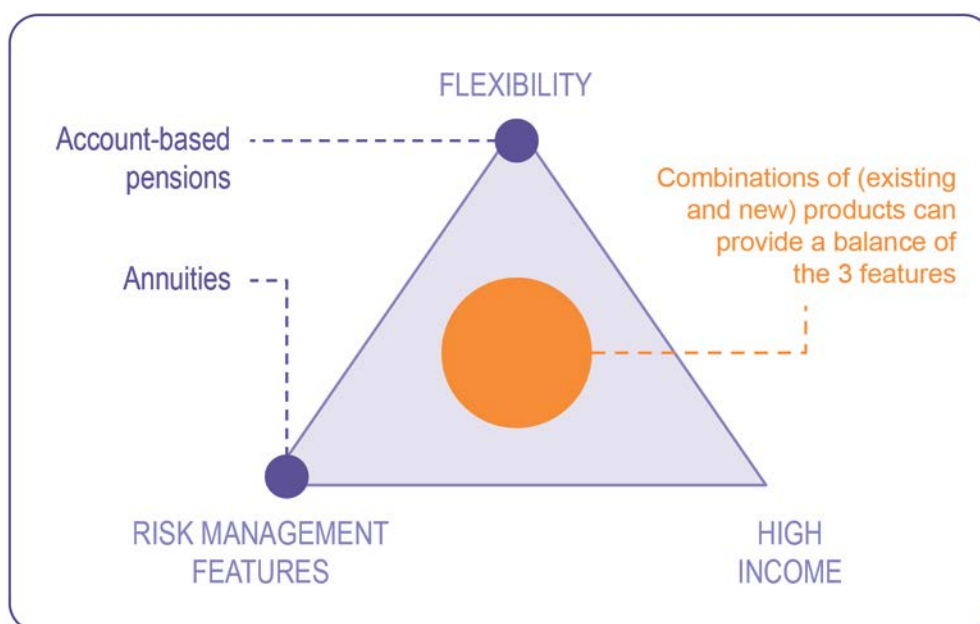 FLEXIBILITY
Account-based
pensions
Combinations of (existing
and new) products can
provide a balance of
the 3 features
Annuities
RISK MANAGEMENT
FEATURES
HIGH
INCOME